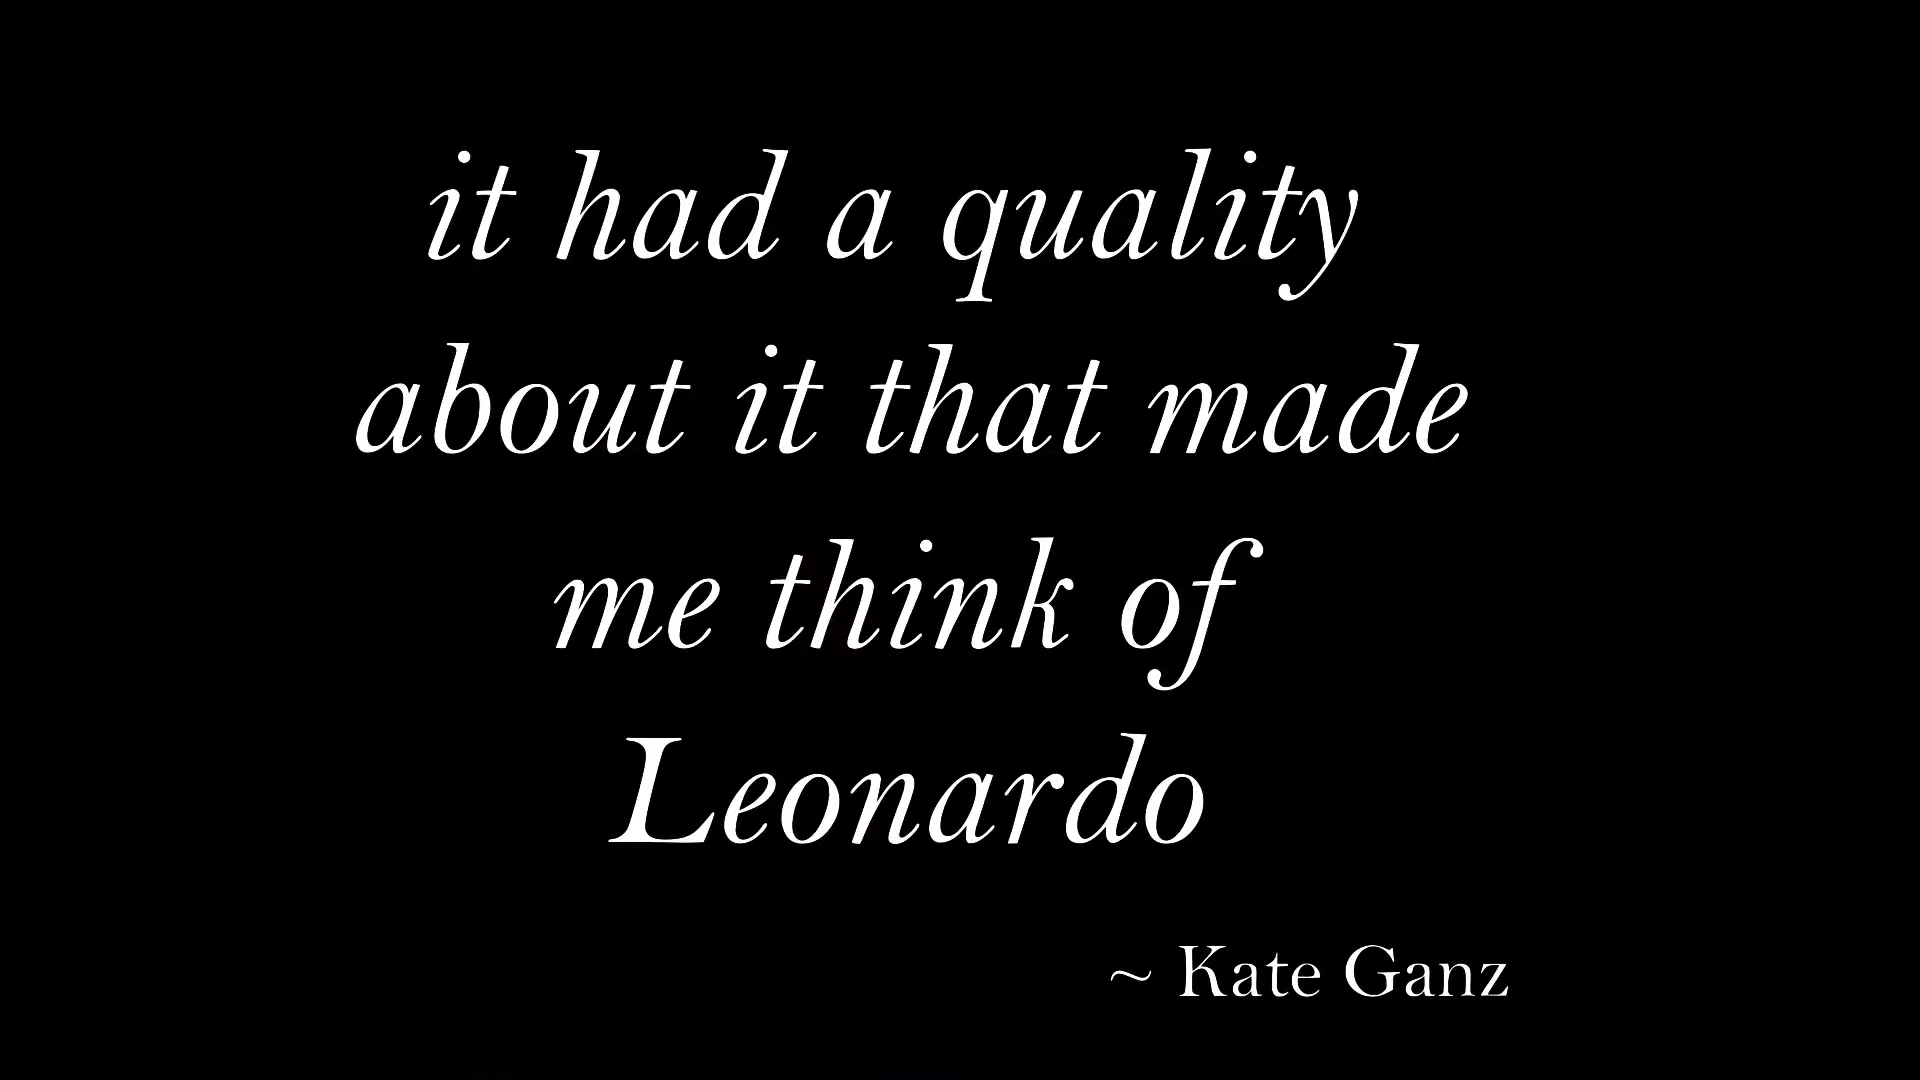 it had a quality
about it that made
me think of
Leonardo
~ Kate Ganz